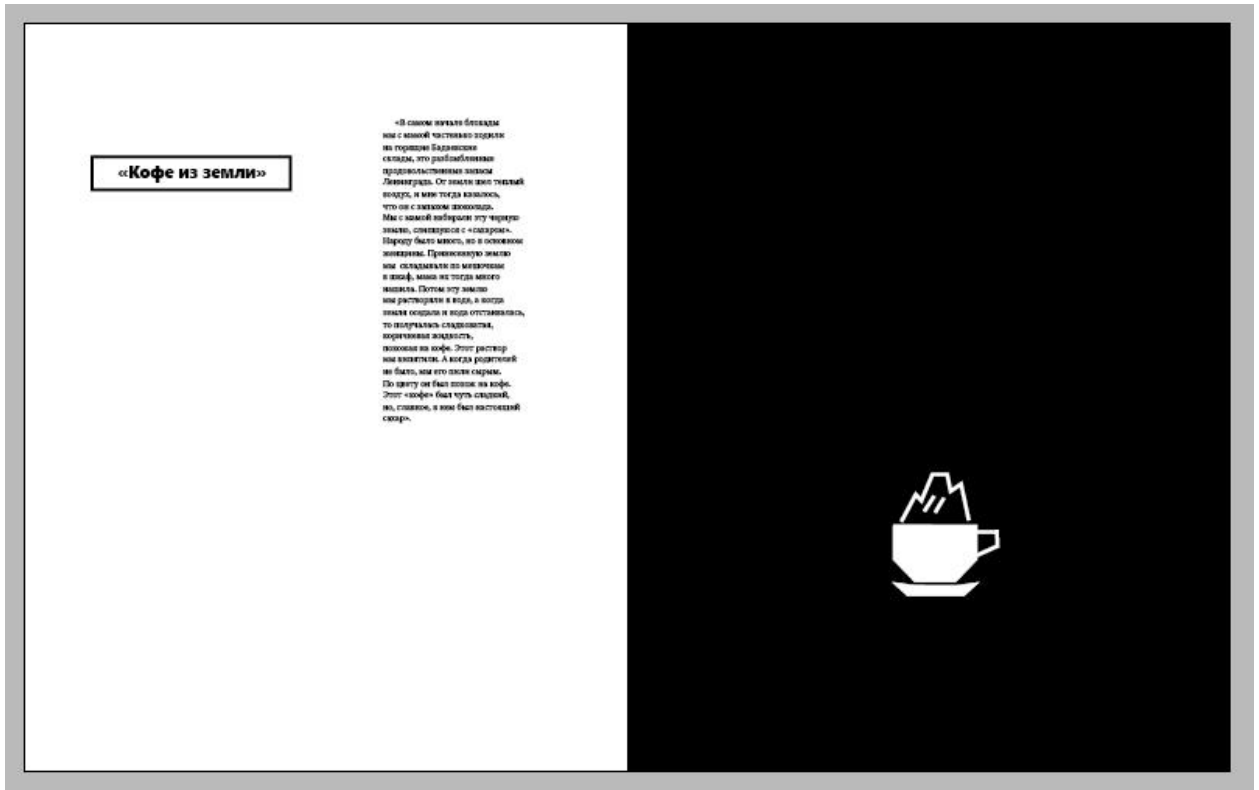 «Кофе из земли»
«В самом начале блокады
мы с мамой частенько ходили
на горящие Бадаевские
склады, это разбомбленные
продовольственные запасы
Ленинграда. От земли шел теплый
воздух, и мне тогда казалось,
что он с запахом шоколада.
Мы с мамой набирали эту черную
землю, слипшуюся с «сахаром».
Народу было много, но в основном
женщины. Принесенную землю
мы складывали по мешочкам
в шкаф, мама их тогда много
нашила. Потом эту землю
мы растворяли в воде, а когда
земля оседала и вода отстаивалась,
то получалась сладковатая,
коричневая жидкость,
похожая на кофе. Этот раствор
мы кипятили. А когда родителей
не было, мы его пили сырым.
По цвету он был похож на кофе.
Этот «кофе» был чуть сладкий,
но, главное, в нем был настоящий
сахар».